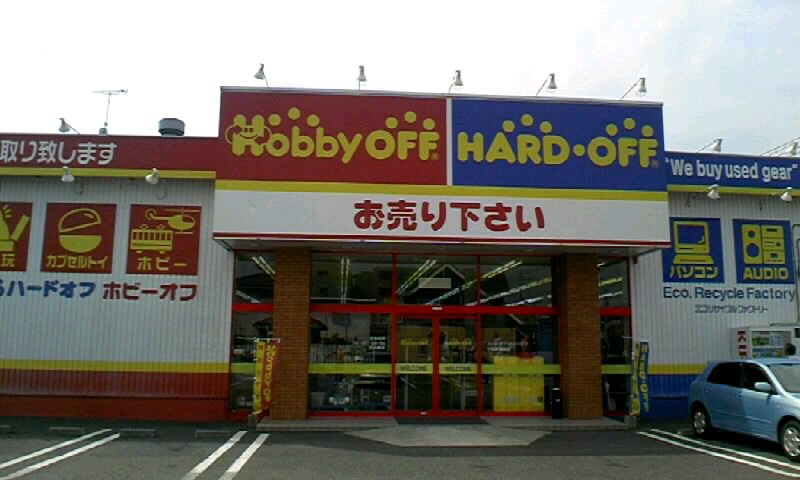 HobbyOFF®
HARD・OFF®
取り致します
"We buy used gear"
お売り下さい
玩
カプセルトイ
ホビー
パソコン
AUDIO
らハードオフ ホビーオフ
Eco. Recycle Factory
エコリサイクルファクトリー
WELCOME
WELCOME